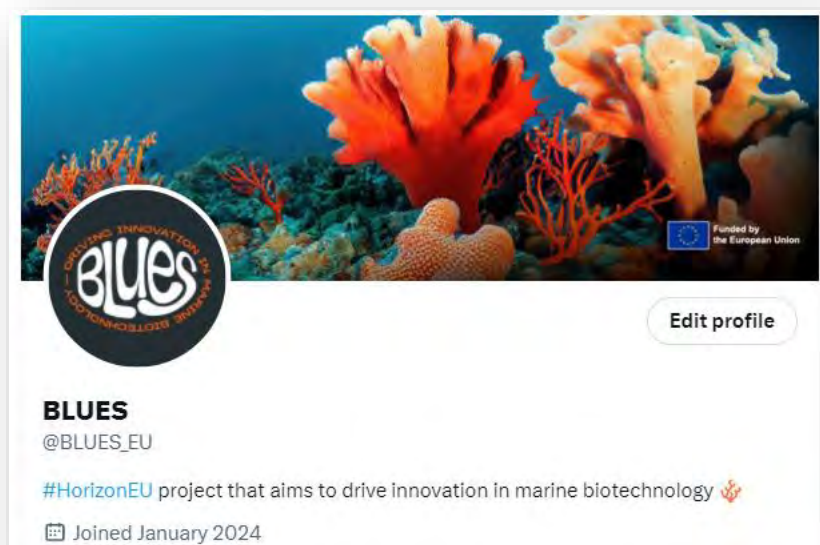 Funded by
the European Union
DRIVING INNOVATION IN MARINE BIOTECHNOLOGY —
BLUES
Edit profile
BLUES
@BLUES_EU
#HorizonEU project that aims to drive innovation in marine biotechnology
Joined January 2024